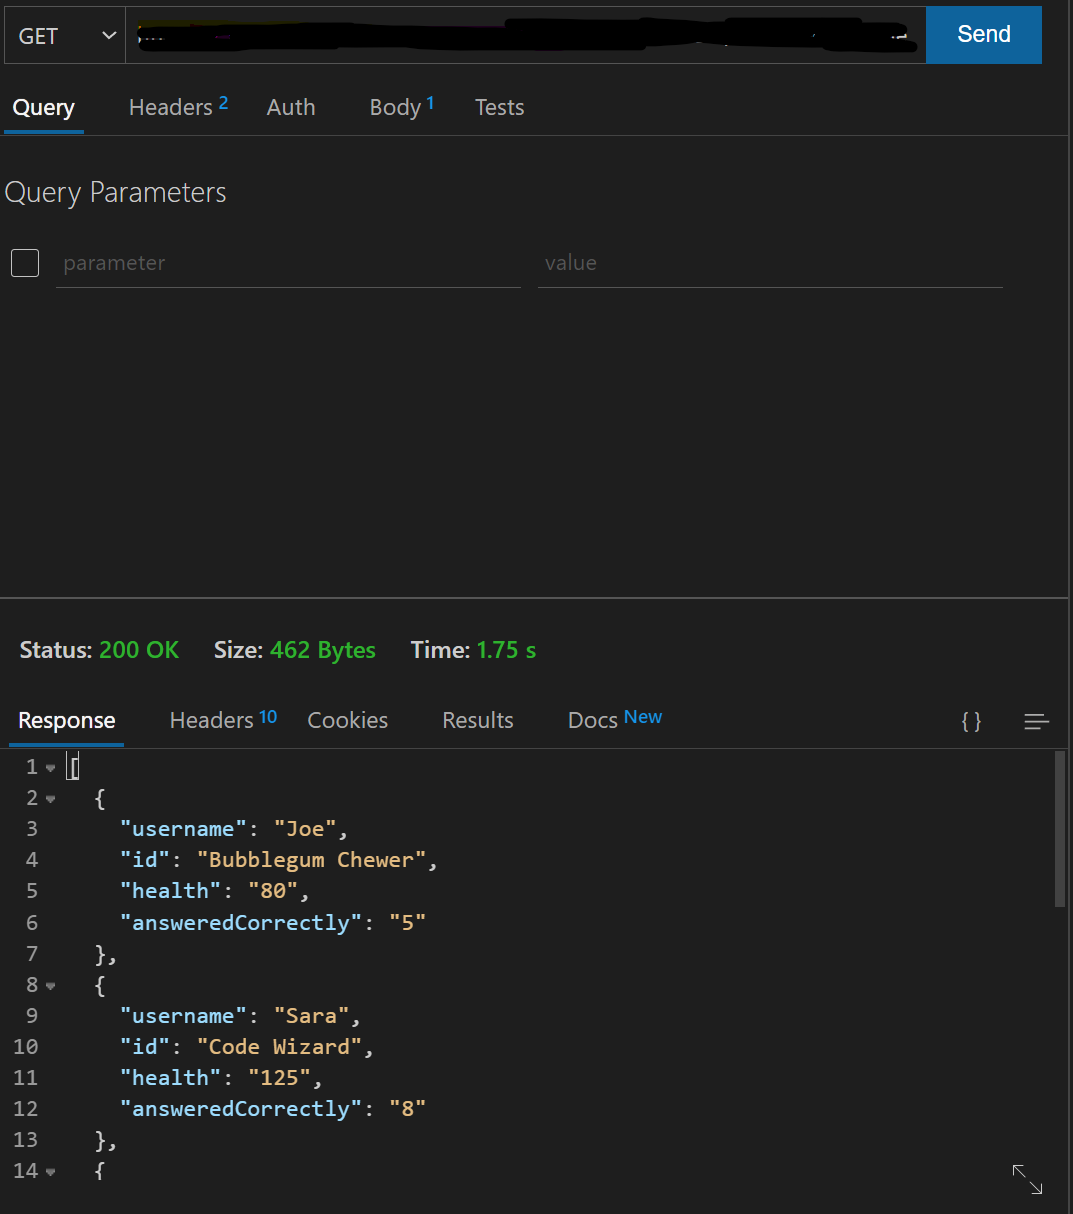 GET Send
Query Headers 2 Auth Body 1 Tests
Query Parameters
parameter value
Status: 200 OK Size: 462 Bytes Time: 1.75 s
Response Headers 10 Cookies Results Docs New { }
1 [
2 {
3 "username": "Joe",
4 "id": "Bubblegum Chewer",
5 "health": "80",
6 "answeredCorrectly": "5"
7 },
8 {
9 "username": "Sara",
10 "id": "Code Wizard",
11 "health": "125",
12 "answeredCorrectly": "8"
13 },
14 {